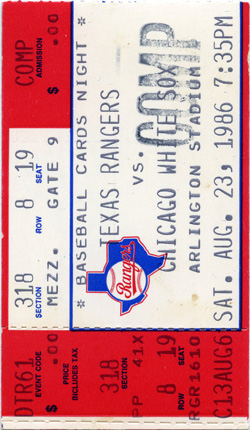 COMP
ADMISSION
.00
19
SEAT
8
ROW
318
SECTION
MEZZ. GATE 9
BASEBALL CARDS NIGHT
TEXAS RANGERS
VS.
CHICAGO WHITE SOX
COMP
ARLINGTON STADIUM
SAT. AUG. 23, 1986
Rangers
DTR61
EVENT CODE
.00
PRICE
INCLUDES TAX
318
SECTION
PP 41X
8
ROW
19
SEAT
RGR1610
C13AUG6